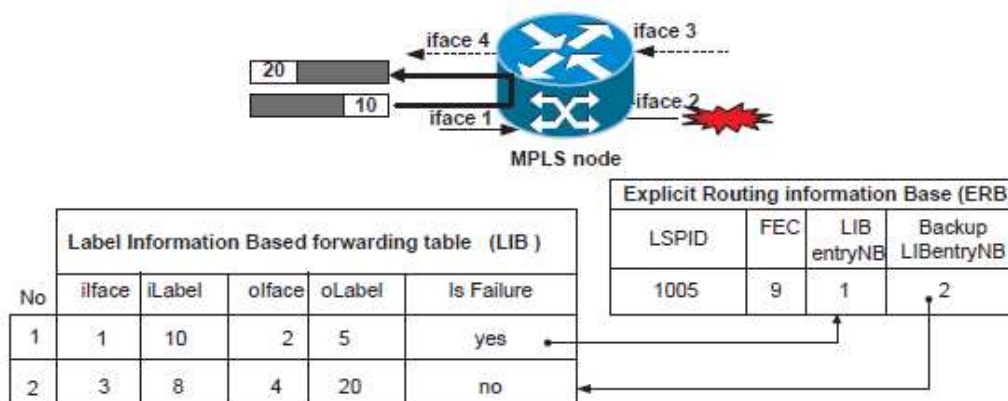 iface 4
iface 3
20
10
iface 1
iface 2
MPLS node
Explicit Routing information Base (ERB
LSPID FEC LIB entryNB Backup LIBentryNB
1005 9 1 2
Label Information Based forwarding table (LIB )
No iIface iLabel oIface oLabel Is Failure
1 1 10 2 5 yes
2 3 8 4 20 no